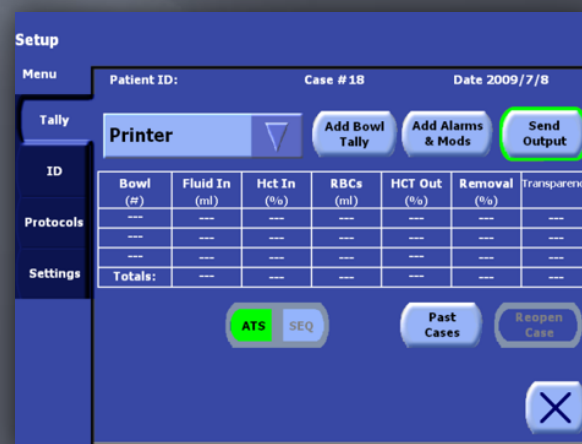 Setup
Menu
Patient ID: Case #18 Date 2009/7/8
Tally
Printer
Add Bowl
Tally
Add Alarms
& Mods
Send
Output
ID
Bowl Fluid In Hct In RBCs HCT Out Removal Transparenc
(#) (ml) (%) (ml) (%) (%)
--- --- --- --- --- --- ---
Protocols
--- --- --- --- --- --- ---
--- --- --- --- --- --- ---
Settings
Totals: --- --- --- --- --- ---
ATS SEQ
Past
Cases
Reopen
Case